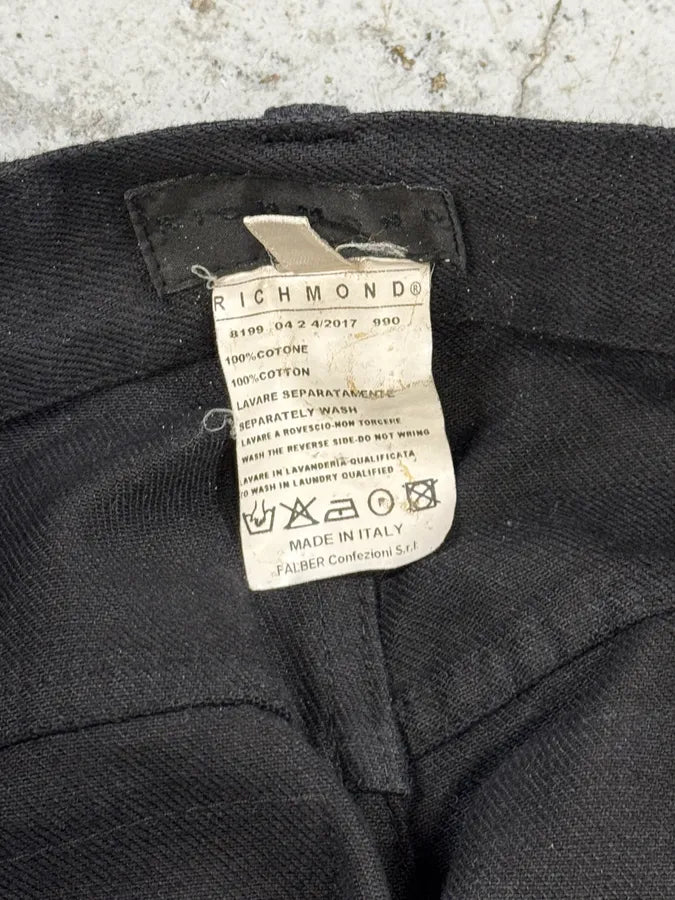 RICHMOND®
8199 04 2 4/2017 990
100%COTONE
100%COTTON
LAVARE SEPARATAMENTE
SEPARATELY WASH
LAVARE A ROVESCIO-NON TORCERE
WASH THE REVERSE SIDE-DO NOT WRING
LAVARE IN LAVANDERIA QUALIFICATA
TO WASH IN LAUNDRY QUALIFIED
P
MADE IN ITALY
FALBER Confezioni S.r.l.